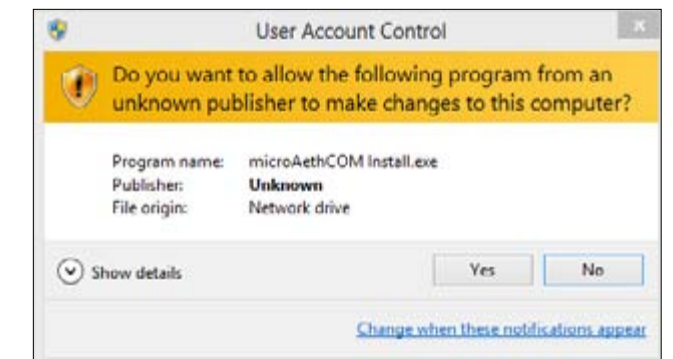 User Account Control
Do you want to allow the following program from an
unknown publisher to make changes to this computer?
Program name: microAethCOM Install.exe
Publisher: Unknown
File origin: Network drive
Show details
Yes
No
Change when these notifications appear